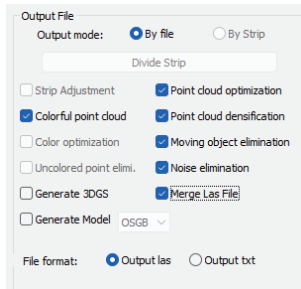 Output File
Output mode: By file By Strip
Divide Strip
Strip Adjustment Point cloud optimization
Colorful point cloud Point cloud densification
Color optimization Moving object elimination
Uncolored point elimi. Noise elimination
Generate 3DGS Merge Las File
Generate Model OSGB
File format: Output las Output txt